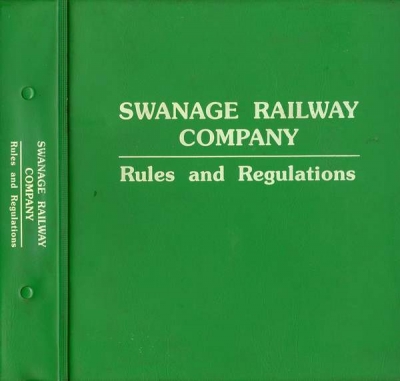 SWANAGE RAILWAY
COMPANY
Rules and Regulations
SWANAGE RAILWAY
COMPANY
Rules and Regulations